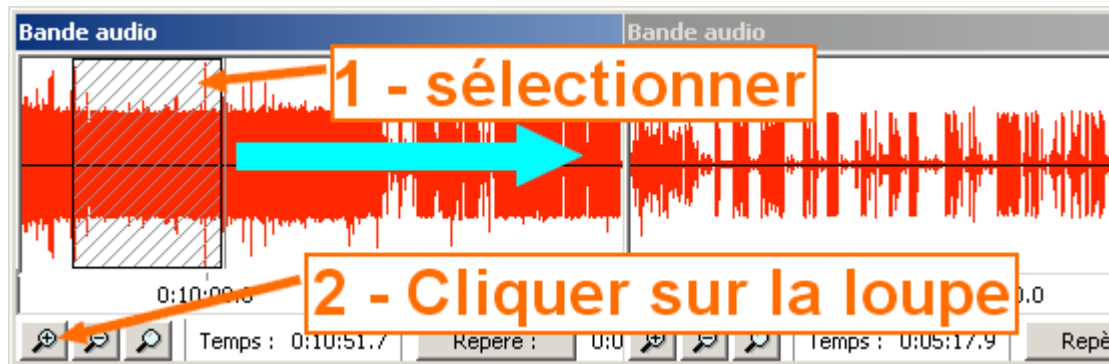 Bande audio
Bande audio
1 - sélectionner
2 - Cliquer sur la loupe
Temps : 0:10:51.7
Repère :
Temps : 0:05:17.9